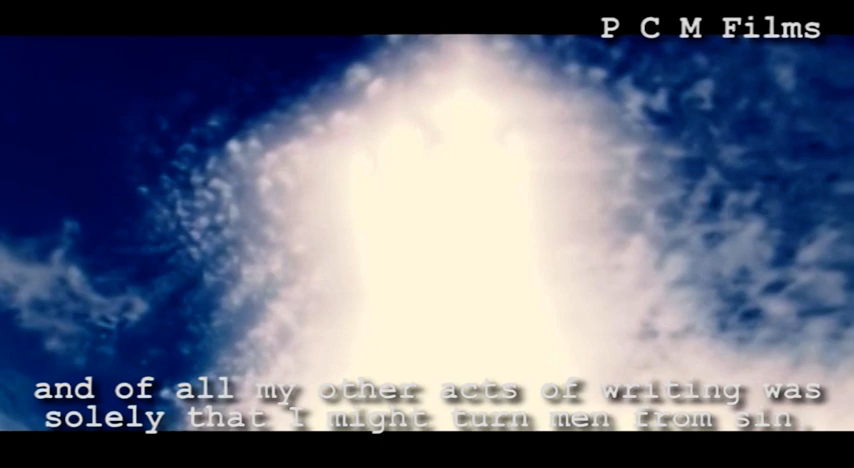 P C M Films
and of all my other acts of writing was
solely that I might turn men from sin.